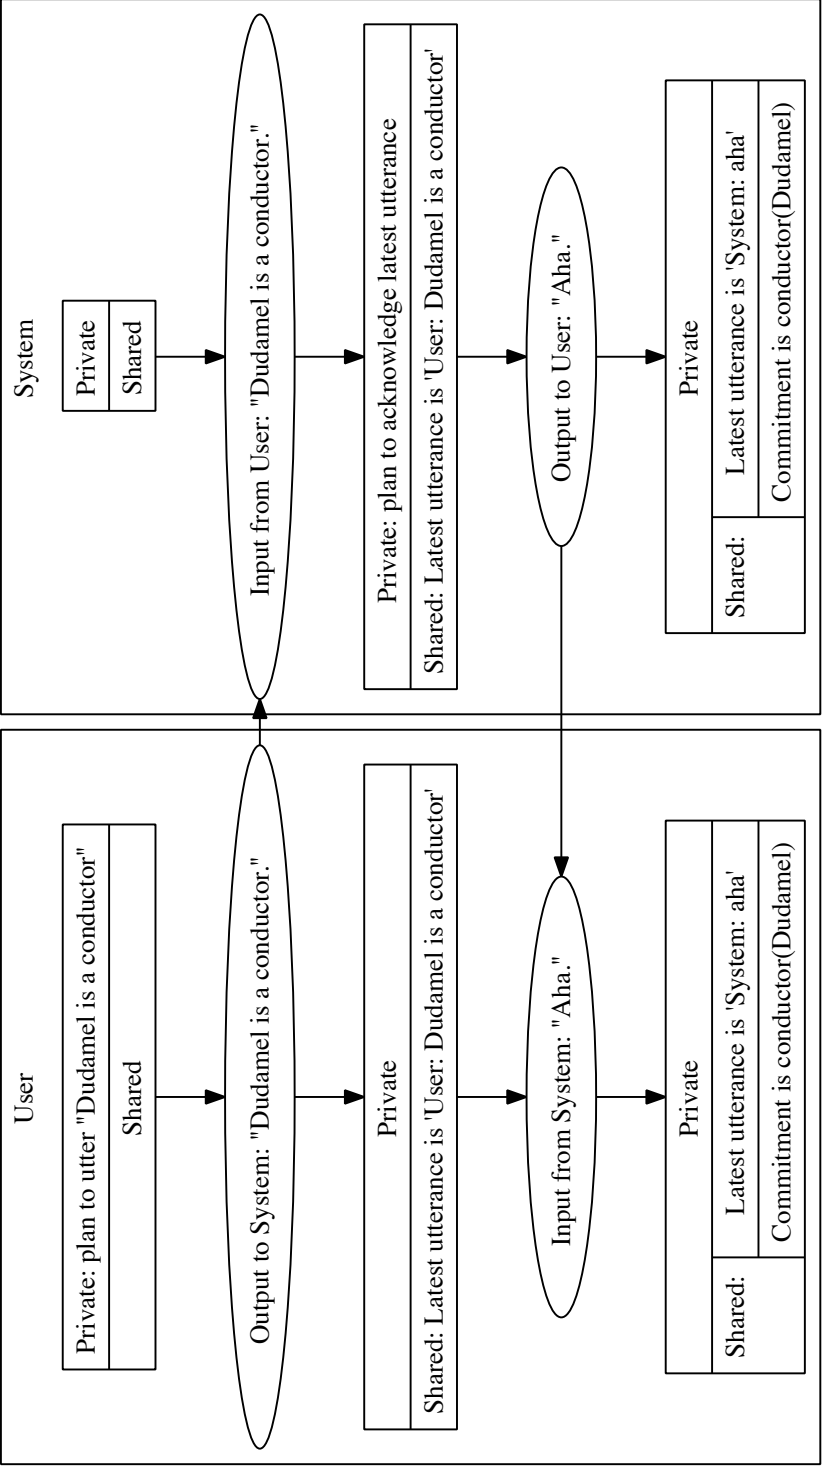 User
Private: plan to utter "Dudamel is a conductor"
Shared
Output to System: "Dudamel is a conductor."
Private
Shared: Latest utterance is 'User: Dudamel is a conductor'
Input from System: "Aha."
Private
Shared:
Latest utterance is 'System: aha'
Commitment is conductor(Dudamel)
System
Private
Shared
Input from User: "Dudamel is a conductor."
Private: plan to acknowledge latest utterance
Shared: Latest utterance is 'User: Dudamel is a conductor'
Output to User: "Aha."
Private
Shared:
Latest utterance is 'System: aha'
Commitment is conductor(Dudamel)